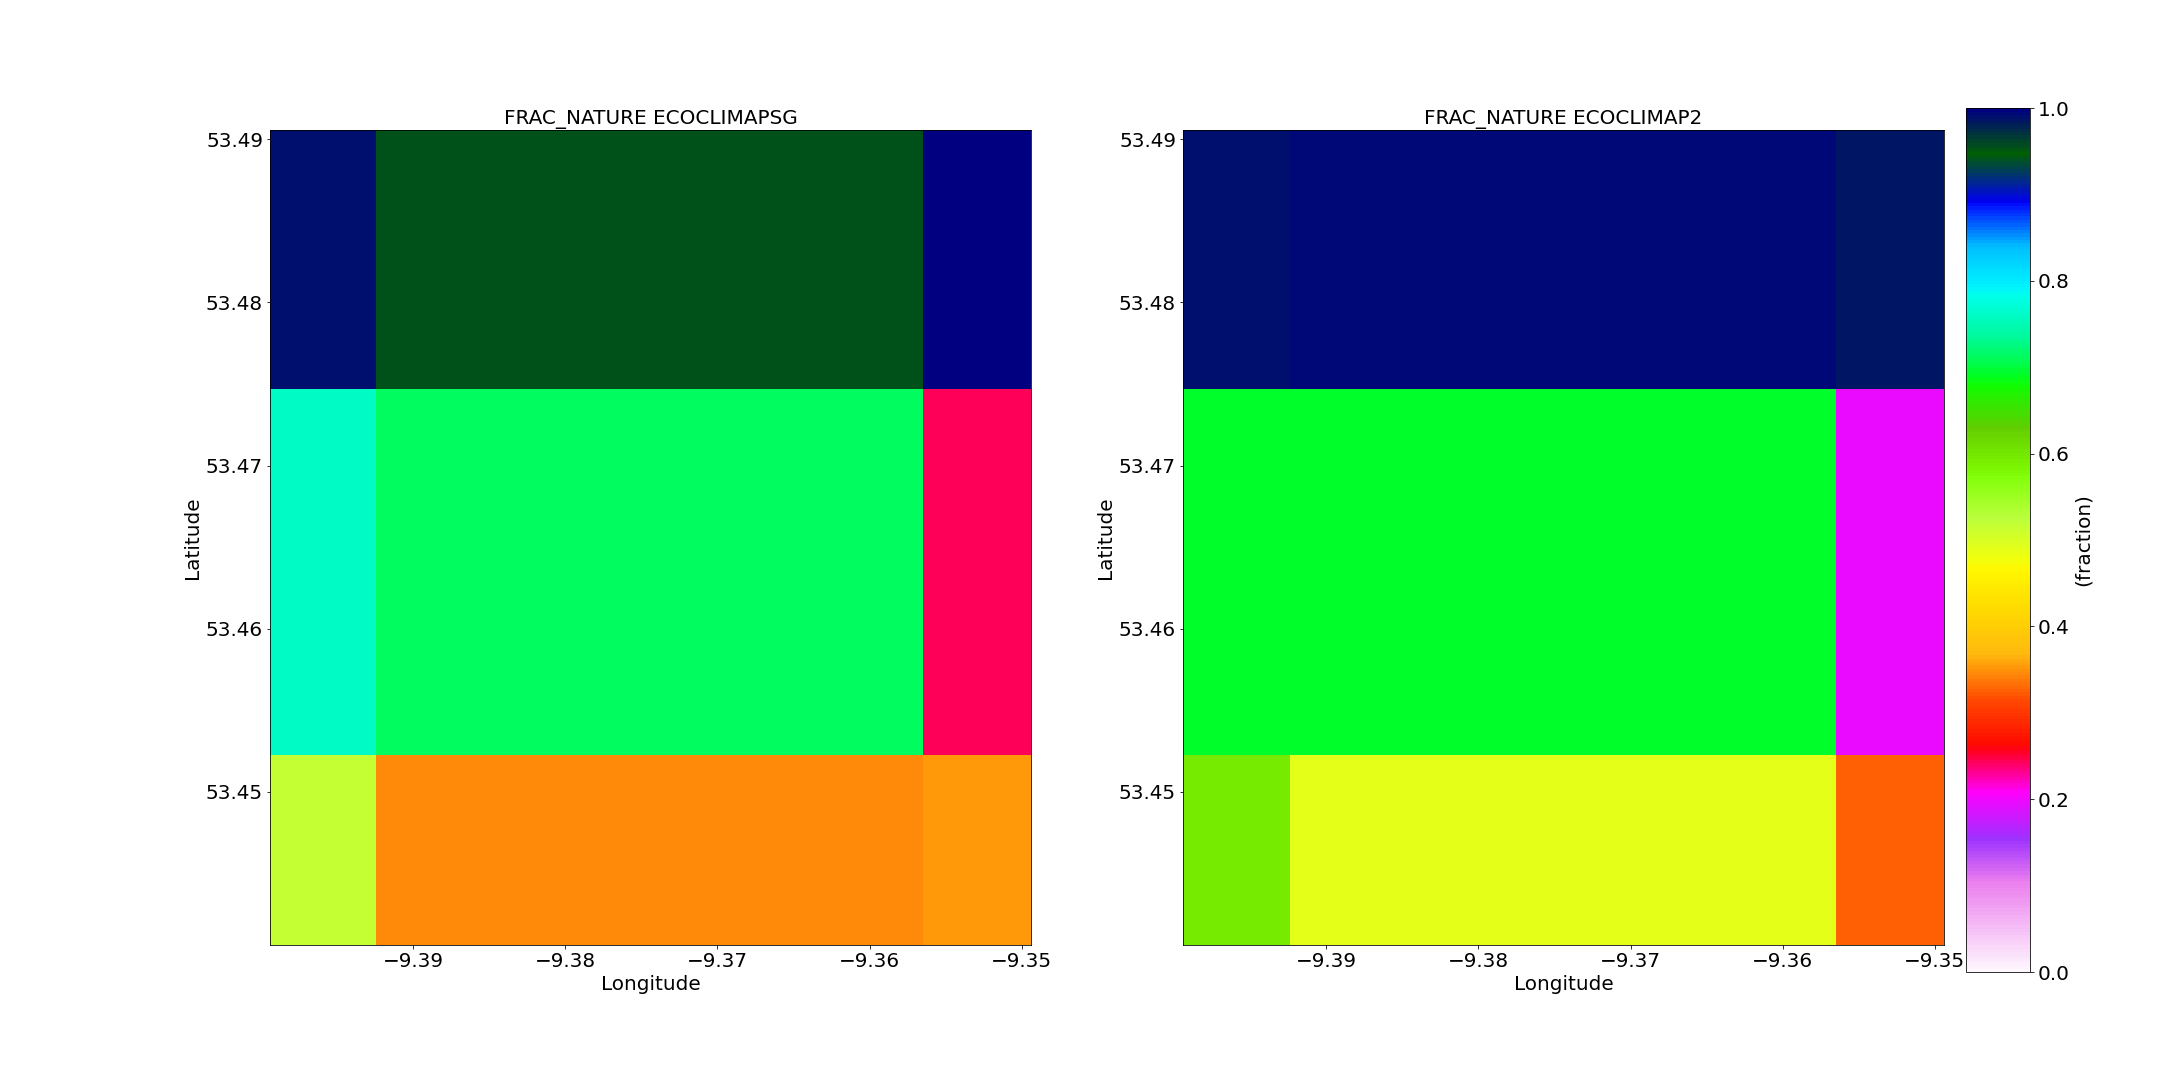 FRAC_NATURE ECOCLIMAPSG
53.49
53.48
53.47
53.46
53.45
Latitude
−9.39 −9.38 −9.37 −9.36 −9.35
Longitude
FRAC_NATURE ECOCLIMAP2
53.49
53.48
53.47
53.46
53.45
Latitude
−9.39 −9.38 −9.37 −9.36 −9.35
Longitude
1.0
0.8
0.6
0.4
0.2
0.0
(fraction)